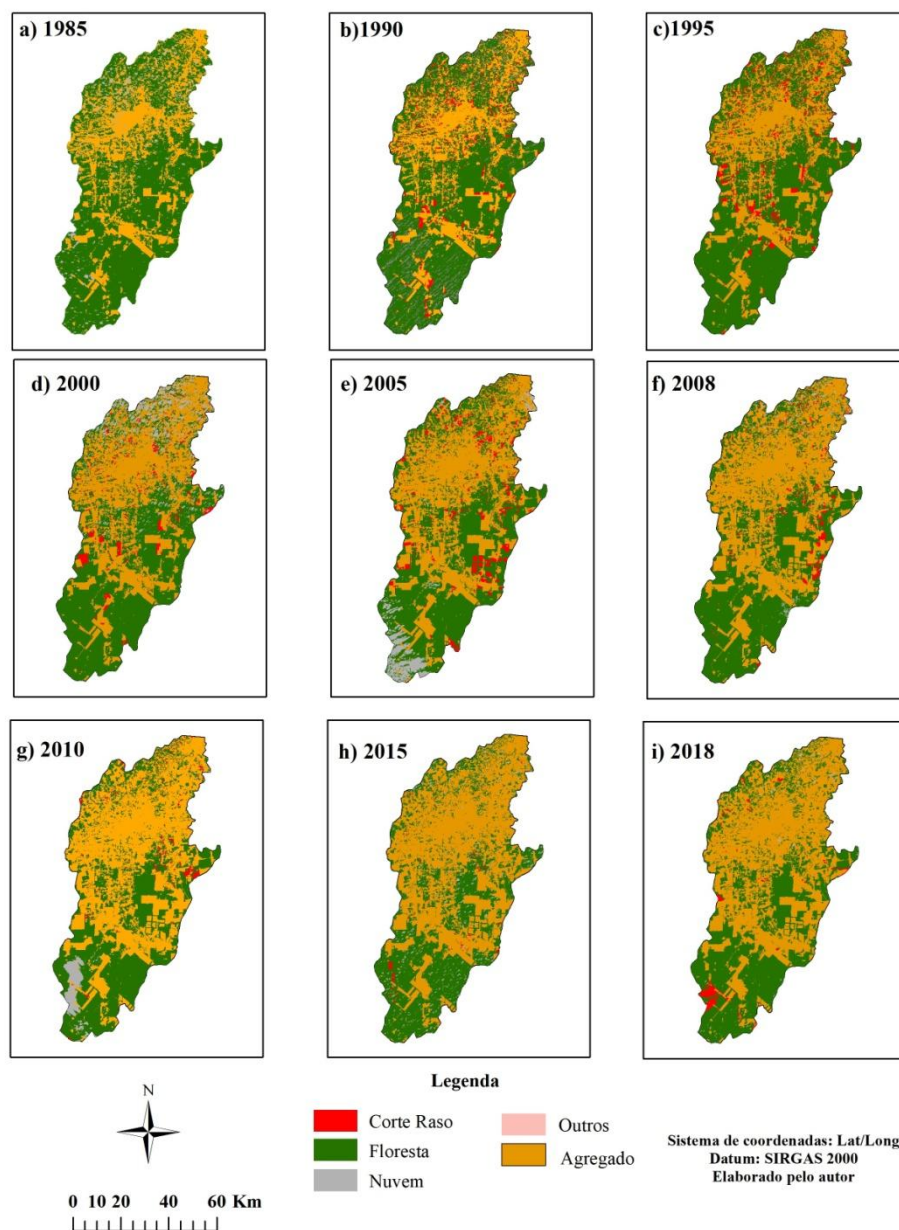 a) 1985
b)1990
c)1995
d) 2000
e) 2005
f) 2008
g) 2010
h) 2015
i) 2018
N
0 10 20 40 60 Km
Legenda
Corte Raso
Floresta
Nuvem
Outros
Agregado
Sistema de coordenadas: Lat/Long
Datum: SIRGAS 2000
Elaborado pelo autor